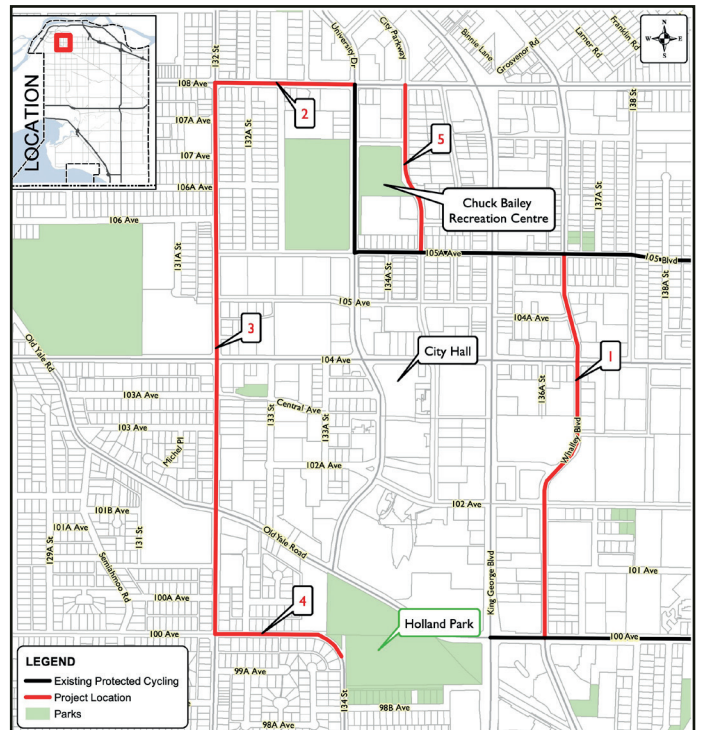 LOCATION
132 St
University Dr
City Parkway
Binnie Lane
Grosvenor Rd
Larner Rd
Franklin Rd
N
W
E
S
108 Ave
2
107A Ave
132A St
138 St
107 Ave
5
106A Ave
Chuck Bailey
Recreation Centre
137A St
106 Ave
131A St
105A Ave
134A St
105 Blvd
138A St
105 Ave
104A Ave
Old Yale Rd
3
City Hall
1
104 Ave
136A St
103A Ave
133 St
Central Ave
133A St
103 Ave
Michel Pl
Whalley Blvd
102A Ave
102 Ave
101B Ave
101A Ave
131 St
129A St
Semiahmoo Rd
Old Yale Road
King George Blvd
101 Ave
100A Ave
4
Holland Park
100 Ave
100 Ave
99A Ave
134 St
98B Ave
98A Ave
LEGEND
Existing Protected Cycling
Project Location
Parks